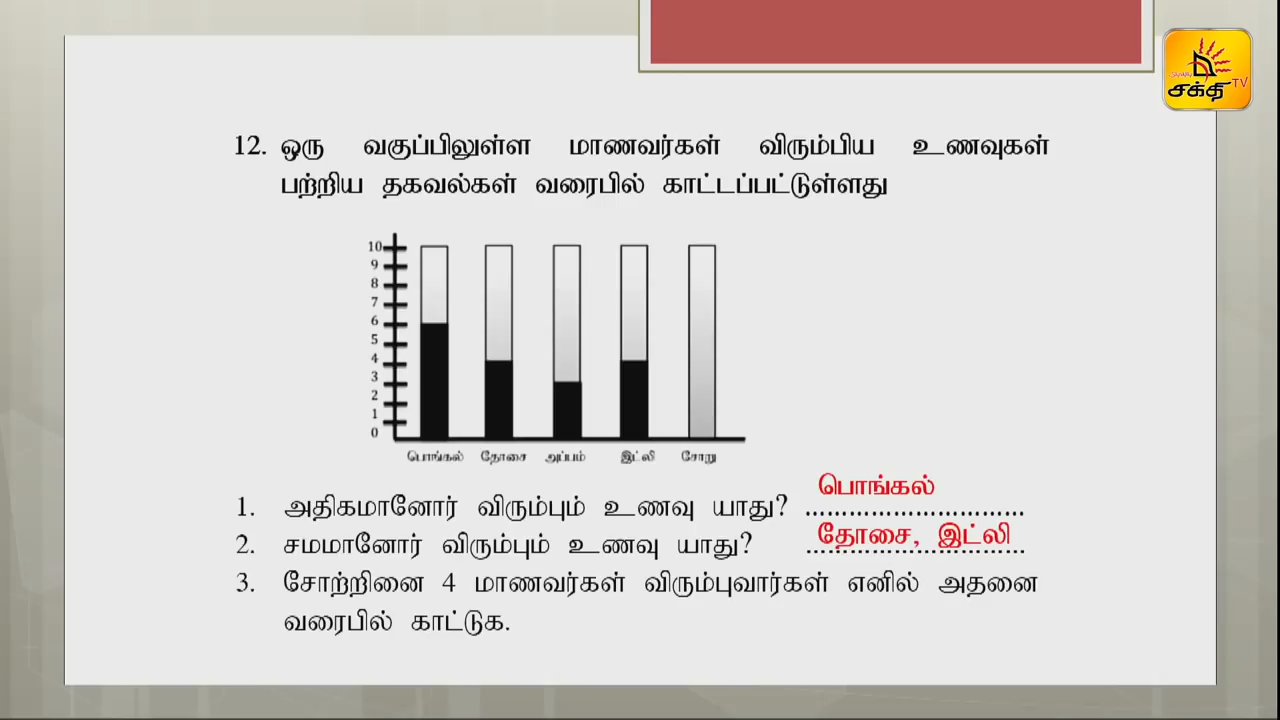 சக்தி TV
12. ஒரு வகுப்பிலுள்ள மாணவர்கள் விரும்பிய உணவுகள்
பற்றிய தகவல்கள் வரைபில் காட்டப்பட்டுள்ளது
10
9
8
7
6
5
4
3
2
1
0
பொங்கல் தோசை அப்பம் இட்லி சோறு
1. அதிகமானோர் விரும்பும் உணவு யாது? பொங்கல்
2. சமமானோர் விரும்பும் உணவு யாது? தோசை, இட்லி
3. சோற்றினை 4 மாணவர்கள் விரும்புவார்கள் எனில் அதனை
வரைபில் காட்டுக.